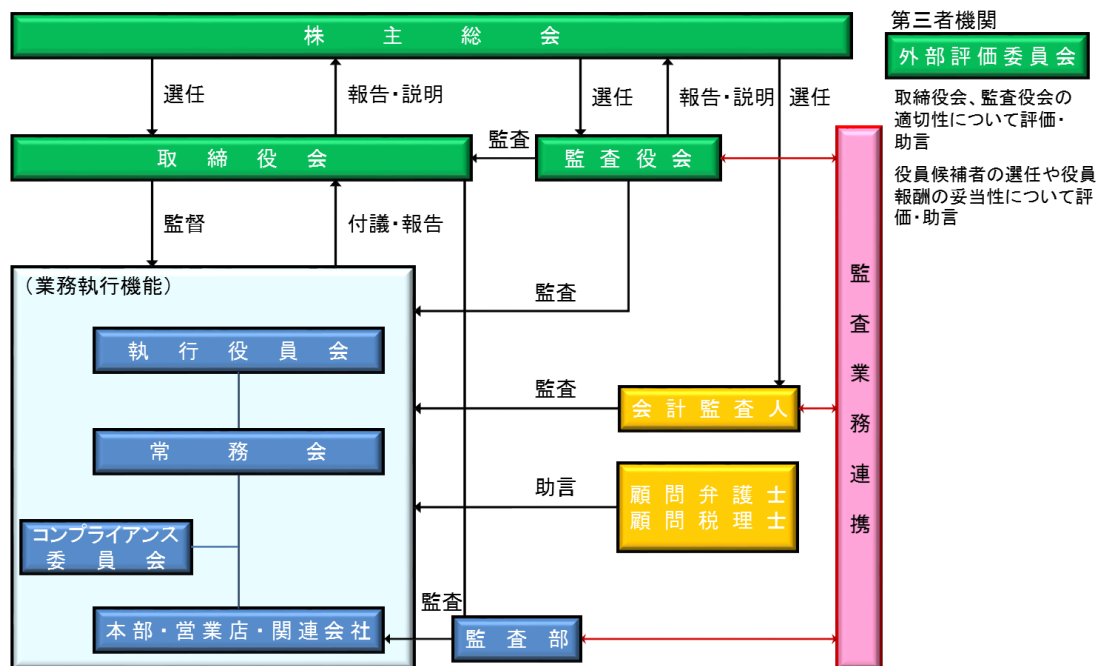 第三者機関
株主総会
外部評価委員会
選任
報告・説明
選任
報告・説明
選任
取締役会、監査役会の
適切性について評価・
助言
役員候補者の選任や役員
報酬の妥当性について評
価・助言
取締役会
監査
監査役会
監督
付議・報告
（業務執行機能）
監査
監査業務連携
執行役員会
監査
会計監査人
常務会
助言
顧問弁護士
顧問税理士
コンプライアンス
委員会
監査
本部・営業店・関連会社
監査部